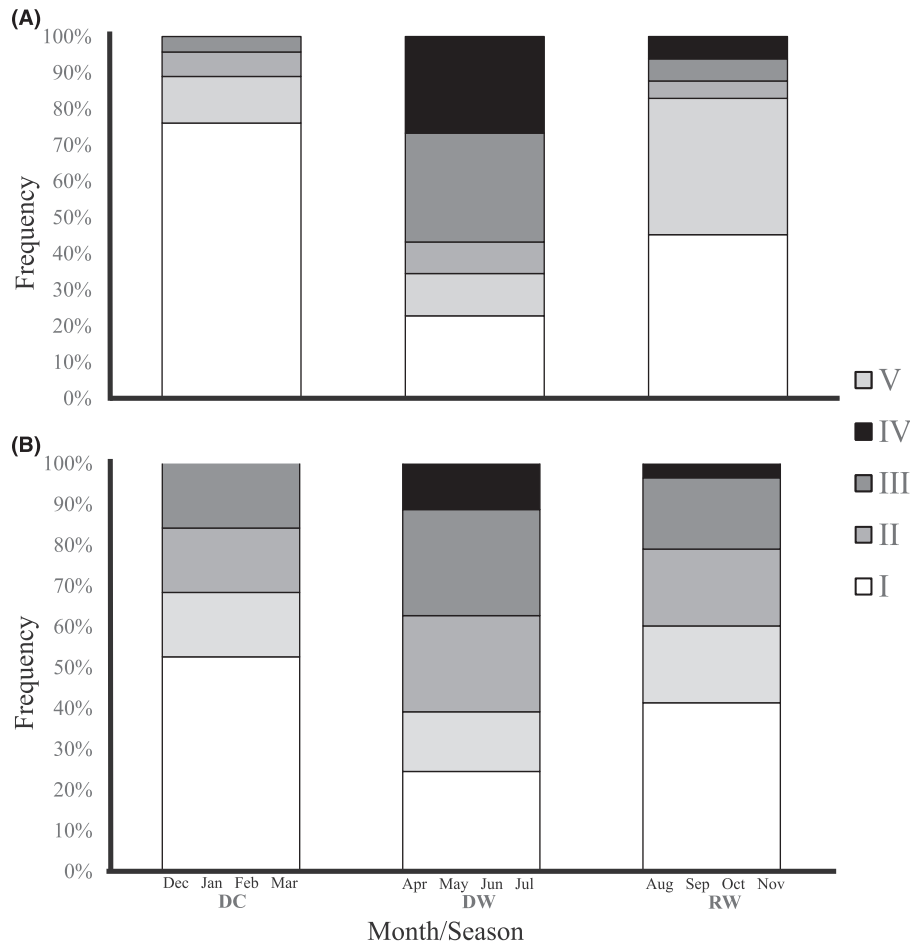 (A)
100%
90%
80%
70%
60%
50%
40%
30%
20%
10%
0%
Frequency
V
IV
III
II
I
(B)
100%
90%
80%
70%
60%
50%
40%
30%
20%
10%
0%
Frequency
Dec Jan Feb Mar Apr May Jun Jul Aug Sep Oct Nov
DC DW RW
Month/Season